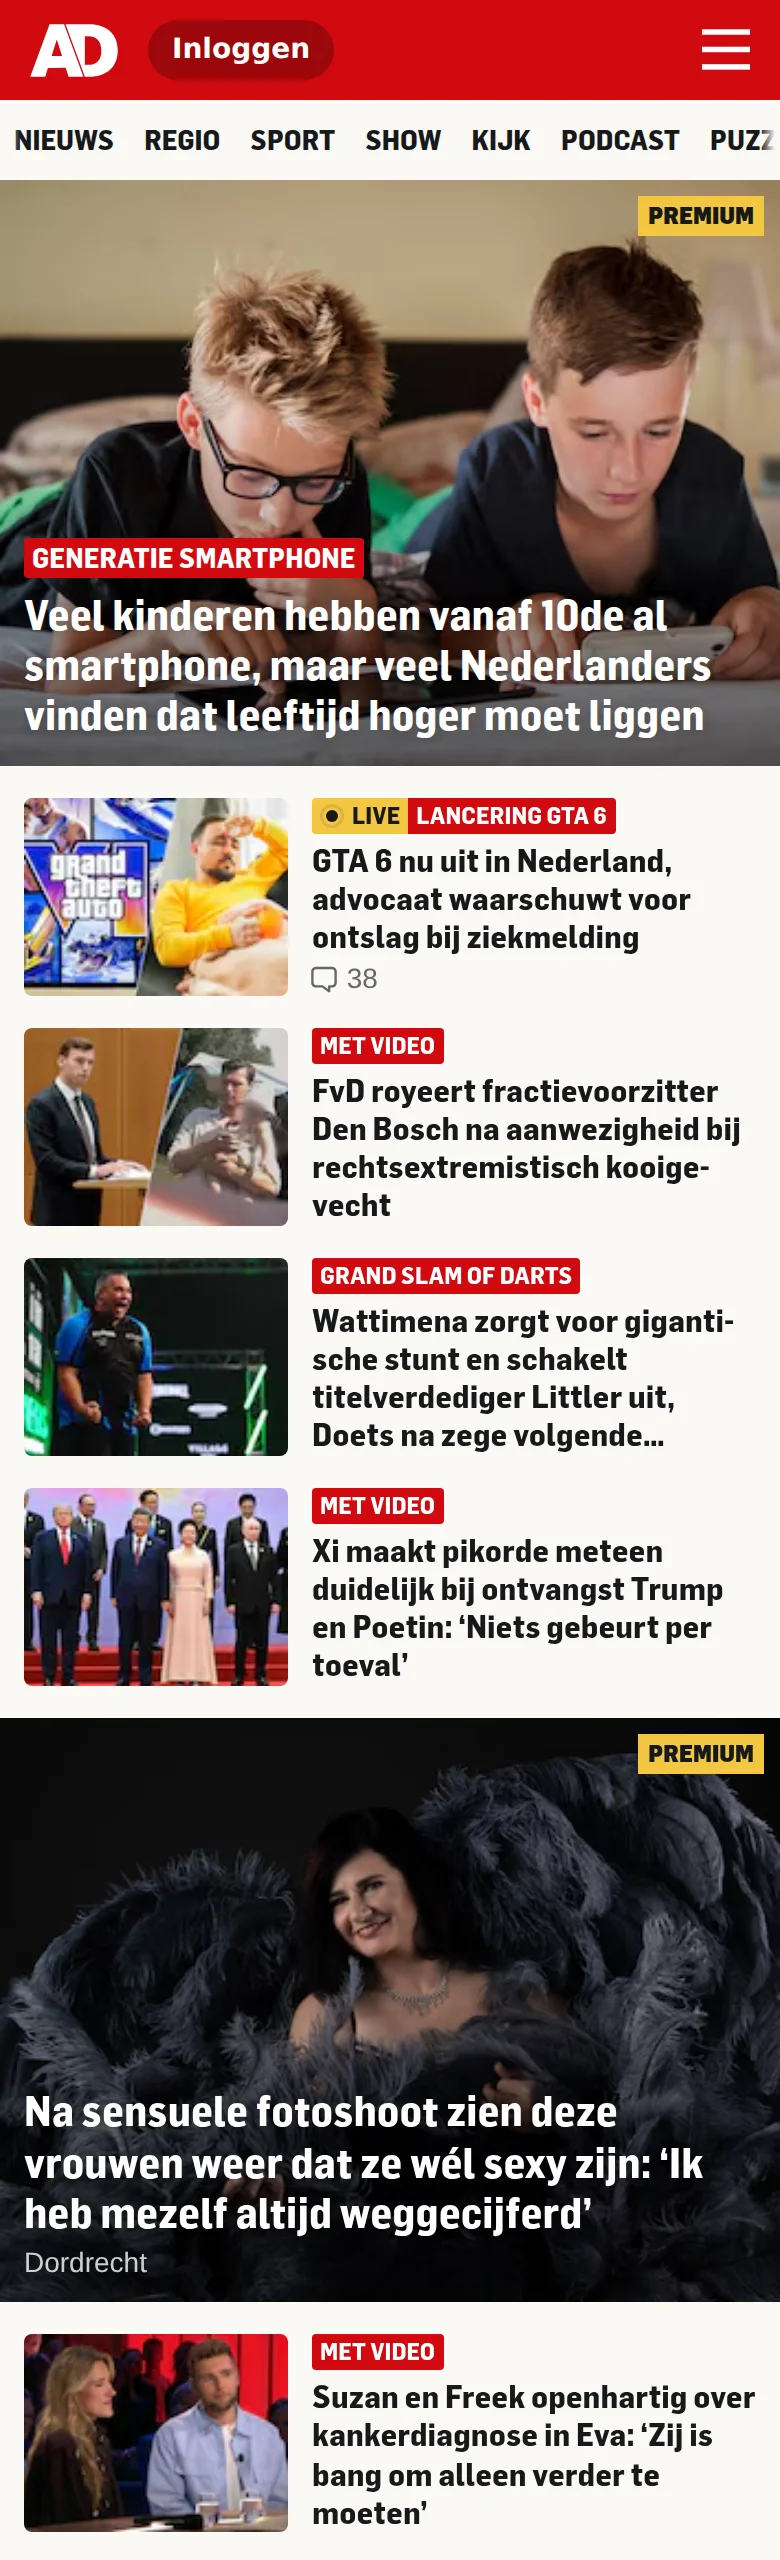 AD
Inloggen
NIEUWS REGIO SPORT SHOW KIJK PODCAST PUZZ
PREMIUM
GENERATIE SMARTPHONE
Veel kinderen hebben vanaf 10de al
smartphone, maar veel Nederlanders
vinden dat leeftijd hoger moet liggen
grand
theft
auto
LIVE LANCERING GTA 6
GTA 6 nu uit in Nederland,
advocaat waarschuwt voor
ontslag bij ziekmelding
38
MET VIDEO
FvD royeert fractievoorzitter
Den Bosch na aanwezigheid bij
rechtsextremistisch kooige-
vecht
GRAND SLAM OF DARTS
Wattimena zorgt voor giganti-
sche stunt en schakelt
titelverdediger Littler uit,
Doets na zege volgende...
MET VIDEO
Xi maakt pikorde meteen
duidelijk bij ontvangst Trump
en Poetin: ‘Niets gebeurt per
toeval’
PREMIUM
Na sensuele fotoshoot zien deze
vrouwen weer dat ze wél sexy zijn: ‘Ik
heb mezelf altijd weggecijferd’
Dordrecht
MET VIDEO
Suzan en Freek openhartig over
kankerdiagnose in Eva: ‘Zij is
bang om alleen verder te
moeten’